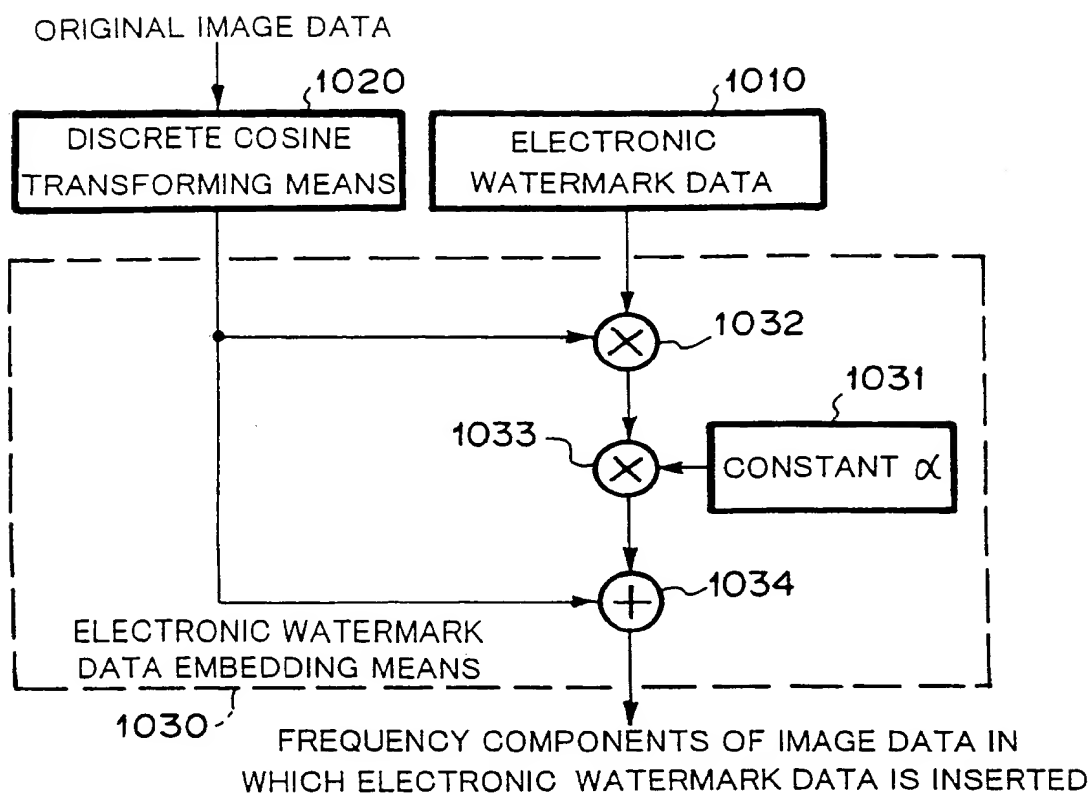 ORIGINAL IMAGE DATA
1020
1010
DISCRETE COSINE
TRANSFORMING MEANS
ELECTRONIC
WATERMARK DATA
1032
1031
1033
CONSTANT α
1034
ELECTRONIC WATERMARK
DATA EMBEDDING MEANS
1030
FREQUENCY COMPONENTS OF IMAGE DATA IN
WHICH ELECTRONIC WATERMARK DATA IS INSERTED